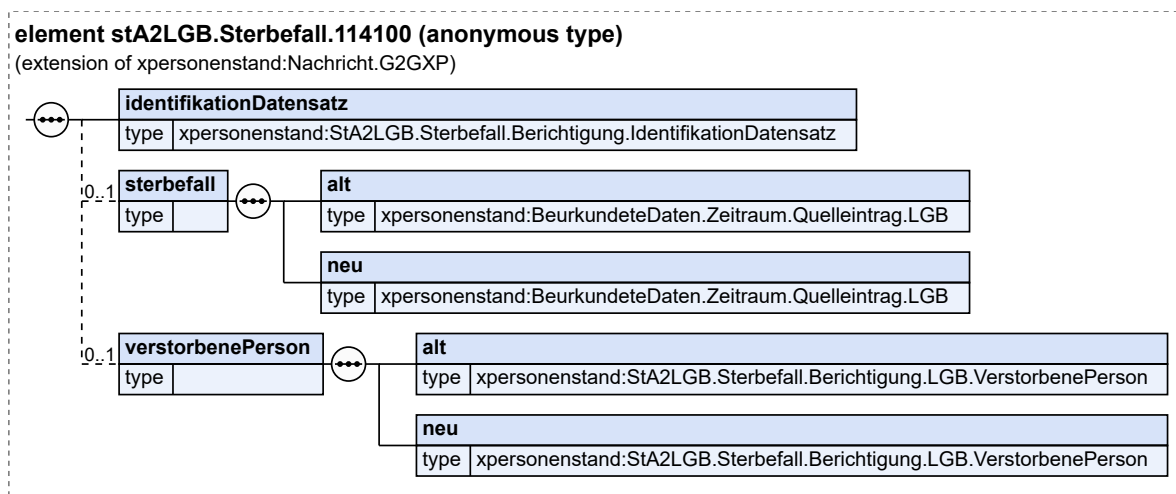 element stA2LGB.Sterbefall.114100 (anonymous type)
(extension of xpersonenstand:Nachricht.G2GXP)
identifikationDatensatz
type xpersonenstand:StA2LGB.Sterbefall.Berichtigung.IdentifikationDatensatz
0..1 sterbefall
type
alt
type xpersonenstand:BeurkundeteDaten.Zeitraum.Quelleintrag.LGB
neu
type xpersonenstand:BeurkundeteDaten.Zeitraum.Quelleintrag.LGB
0..1 verstorbenePerson
type
alt
type xpersonenstand:StA2LGB.Sterbefall.Berichtigung.LGB.VerstorbenePerson
neu
type xpersonenstand:StA2LGB.Sterbefall.Berichtigung.LGB.VerstorbenePerson